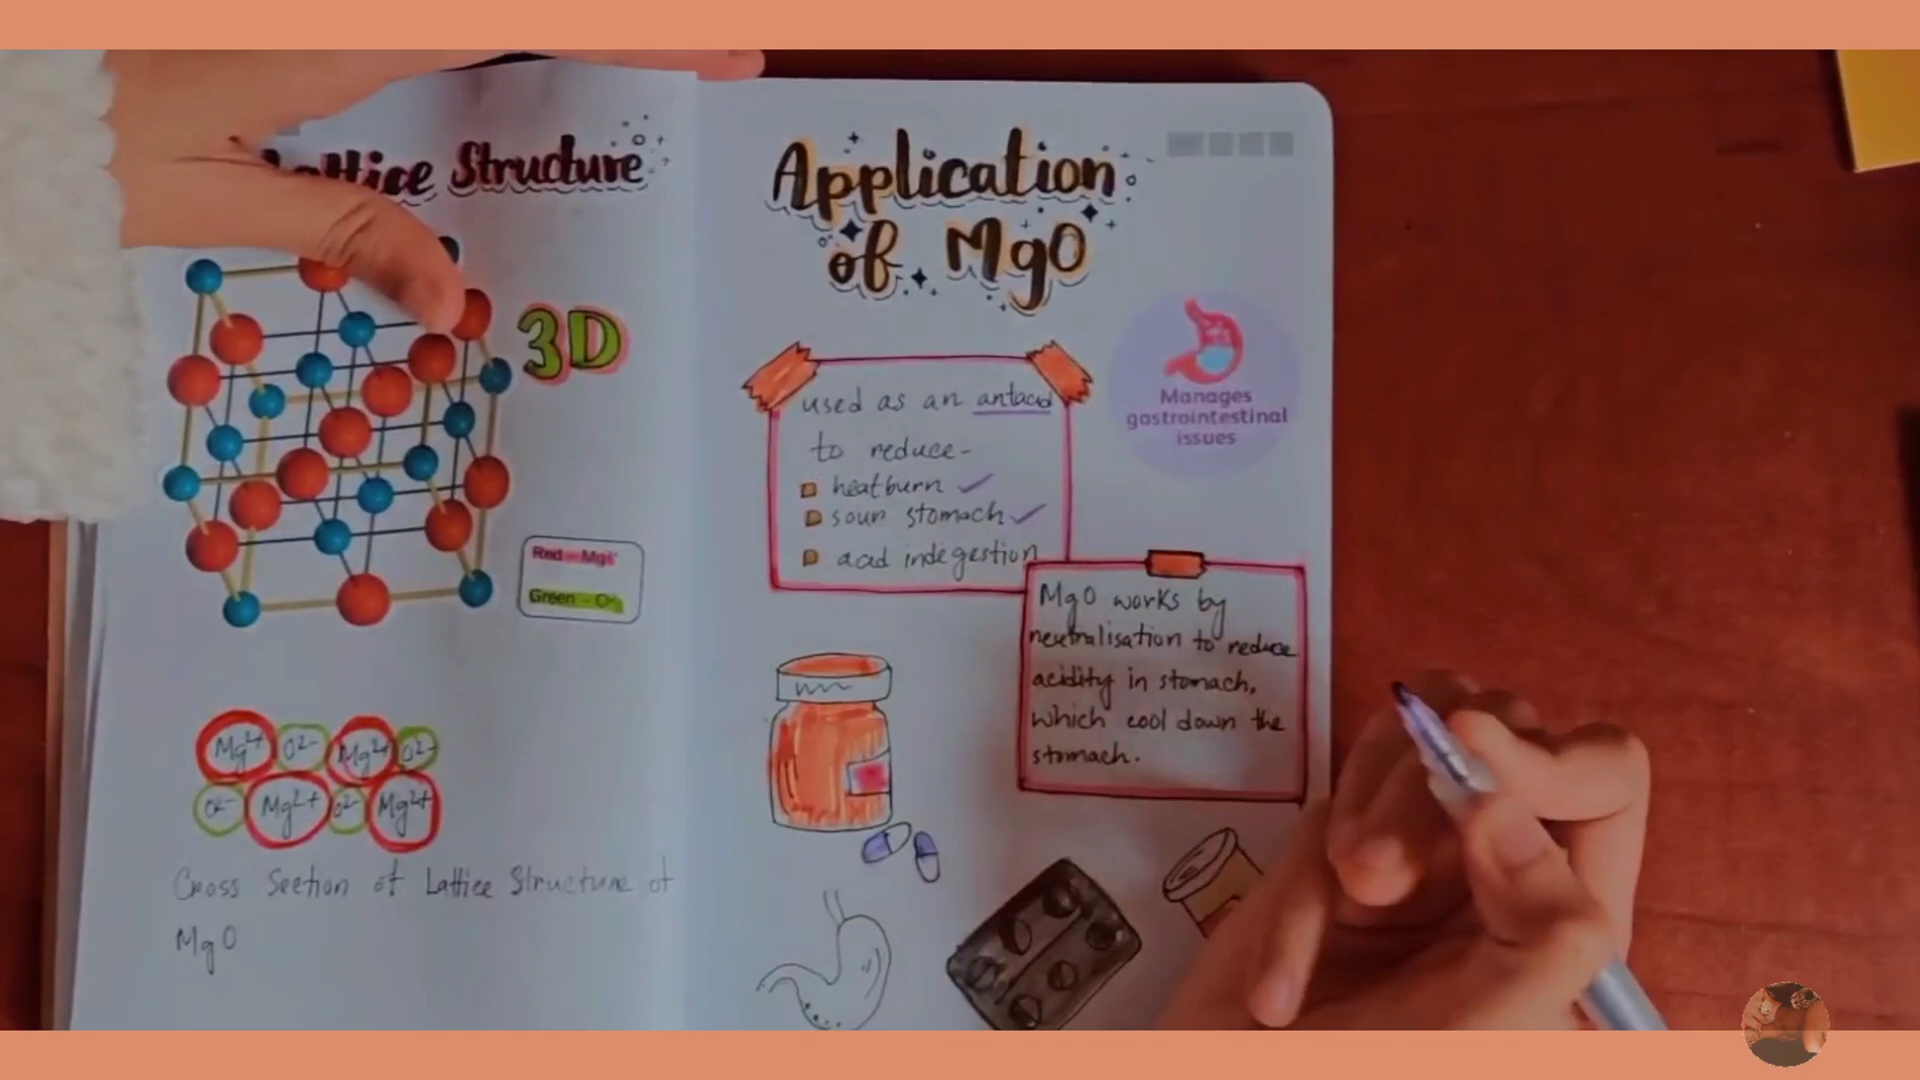 Lattice Structure
3D
Red - Mg
Green - O
Mg2+ O2- Mg2+ O2-
O2- Mg2+ O2- Mg2+
Cross Section of Lattice Structure of
MgO
Application
of MgO
used as an antacid
to reduce-
heatburn
sour stomach
acid indegestion
Manages
gastrointestinal
issues
MgO works by
neutralisation to reduce
acidity in stomach,
which cool down the
stomach.